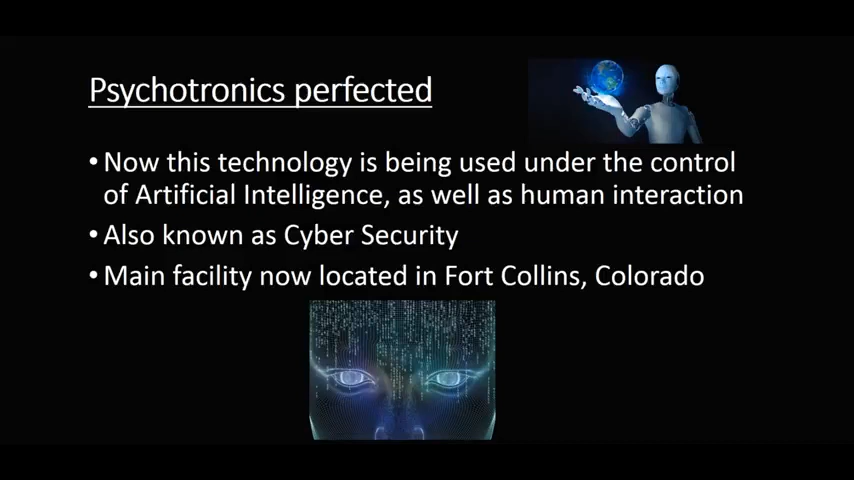 Psychotronics perfected
• Now this technology is being used under the control
of Artificial Intelligence, as well as human interaction
• Also known as Cyber Security
• Main facility now located in Fort Collins, Colorado